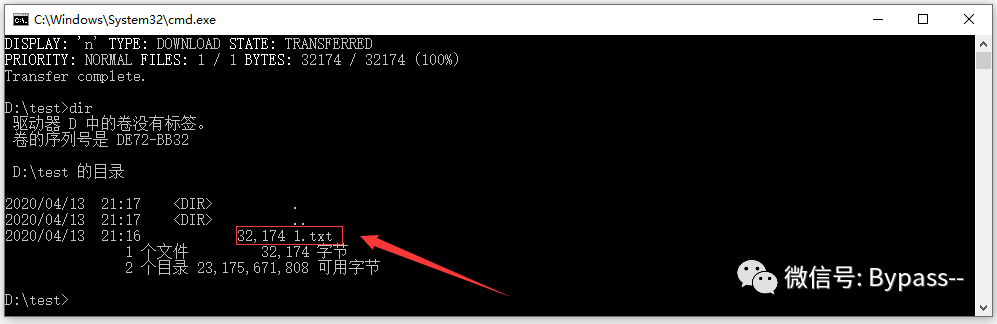 C:\Windows\System32\cmd.exe
DISPLAY: 'n' TYPE: DOWNLOAD STATE: TRANSFERRED
PRIORITY: NORMAL FILES: 1 / 1 BYTES: 32174 / 32174 (100%)
Transfer complete.
D:\test>dir
驱动器 D 中的卷没有标签。
卷的序列号是 DE72-BB32
D:\test 的目录
2020/04/13 21:17 <DIR> .
2020/04/13 21:17 <DIR> ..
2020/04/13 21:16 32,174 1.txt
1 个文件 32,174 字节
2 个目录 23,175,671,808 可用字节
D:\test>
微信号: Bypass--